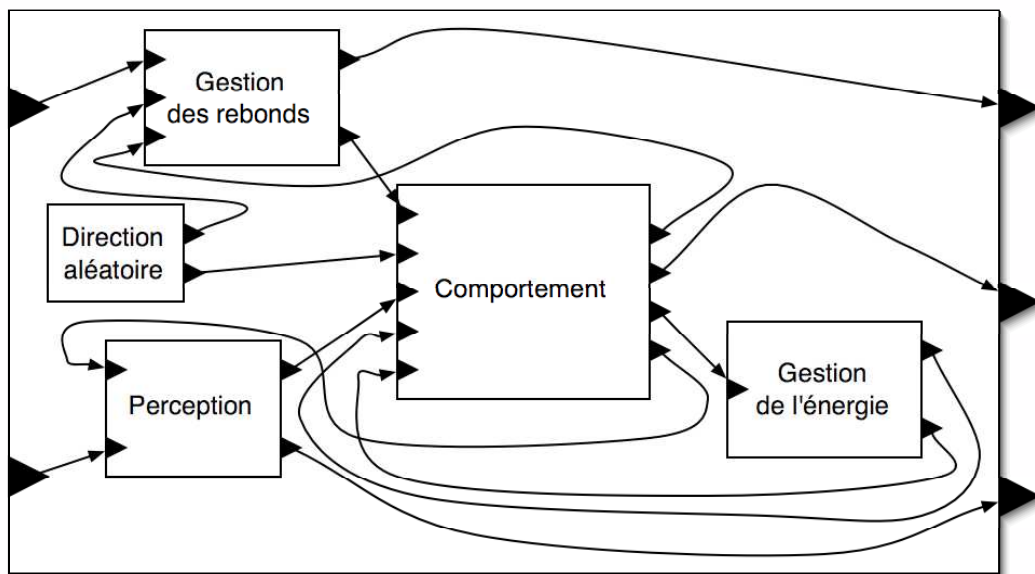 Gestion
des rebonds
Direction
aléatoire
Comportement
Perception
Gestion
de l'énergie